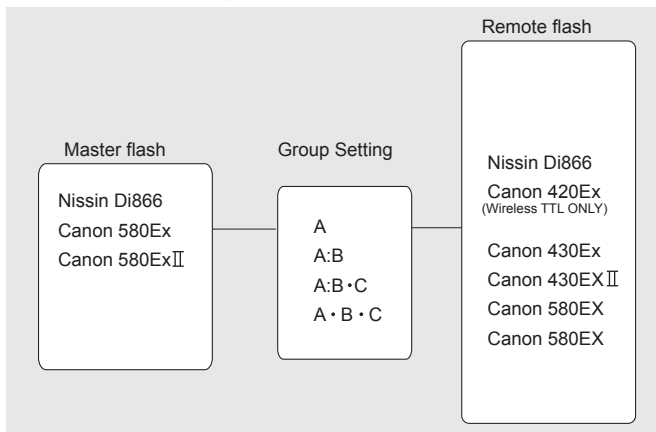 Master flash
Nissin Di866
Canon 580Ex
Canon 580ExⅡ
Group Setting
A
A:B
A:B・C
A・B・C
Remote flash
Nissin Di866
Canon 420Ex
(Wireless TTL ONLY)
Canon 430Ex
Canon 430EXⅡ
Canon 580EX
Canon 580EX